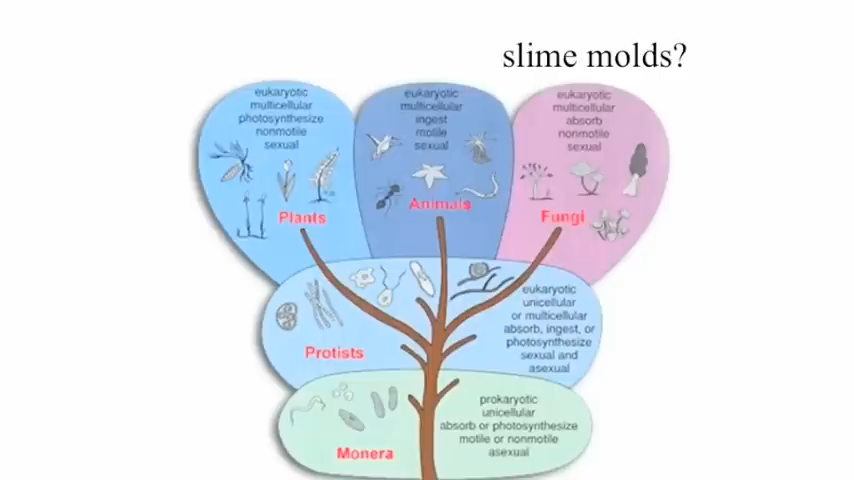 slime molds?
eukaryotic
multicellular
photosynthesize
nonmotile
sexual
Plants
eukaryotic
multicellular
ingest
motile
sexual
Animals
eukaryotic
multicellular
absorb
nonmotile
sexual
Fungi
Protists
eukaryotic
unicellular
or multicellular
absorb, ingest, or
photosynthesize
sexual and
asexual
Monera
prokaryotic
unicellular
absorb or photosynthesize
motile or nonmotile
asexual